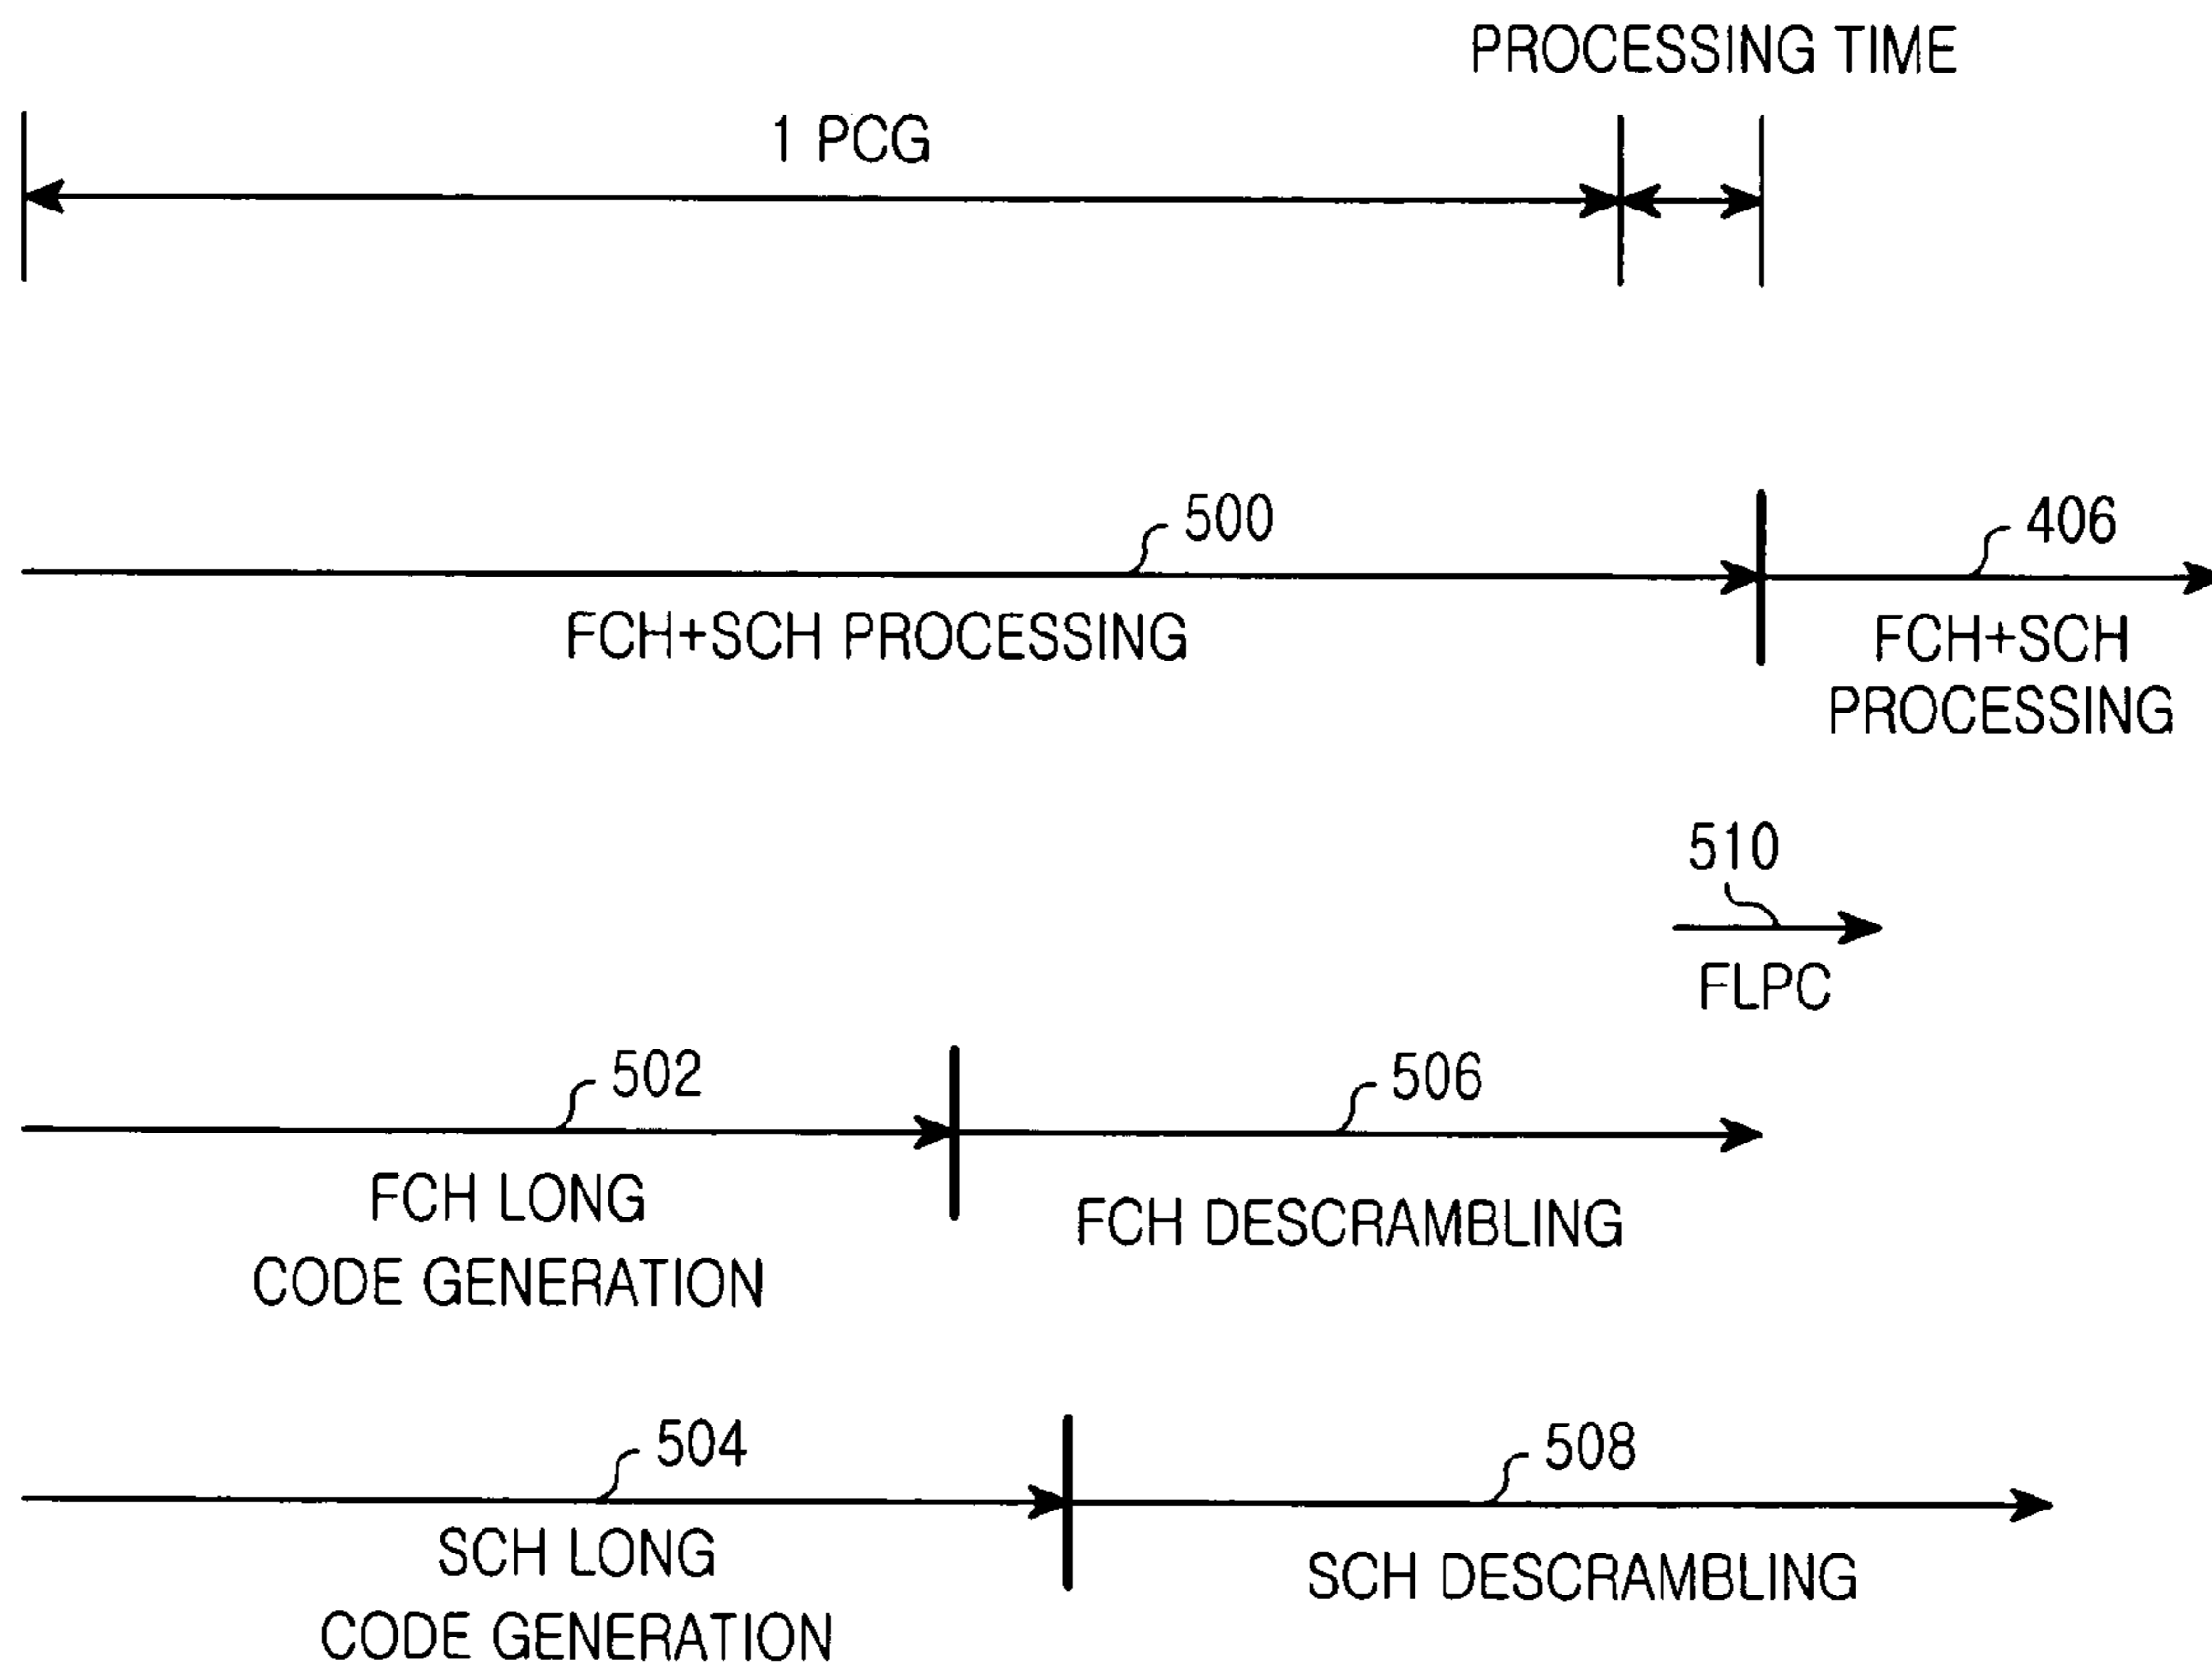 PROCESSING TIME
1 PCG
500
406
FCH+SCH PROCESSING
FCH+SCH
PROCESSING
510
FLPC
502
506
FCH LONG
CODE GENERATION
FCH DESCRAMBLING
504
508
SCH LONG
CODE GENERATION
SCH DESCRAMBLING